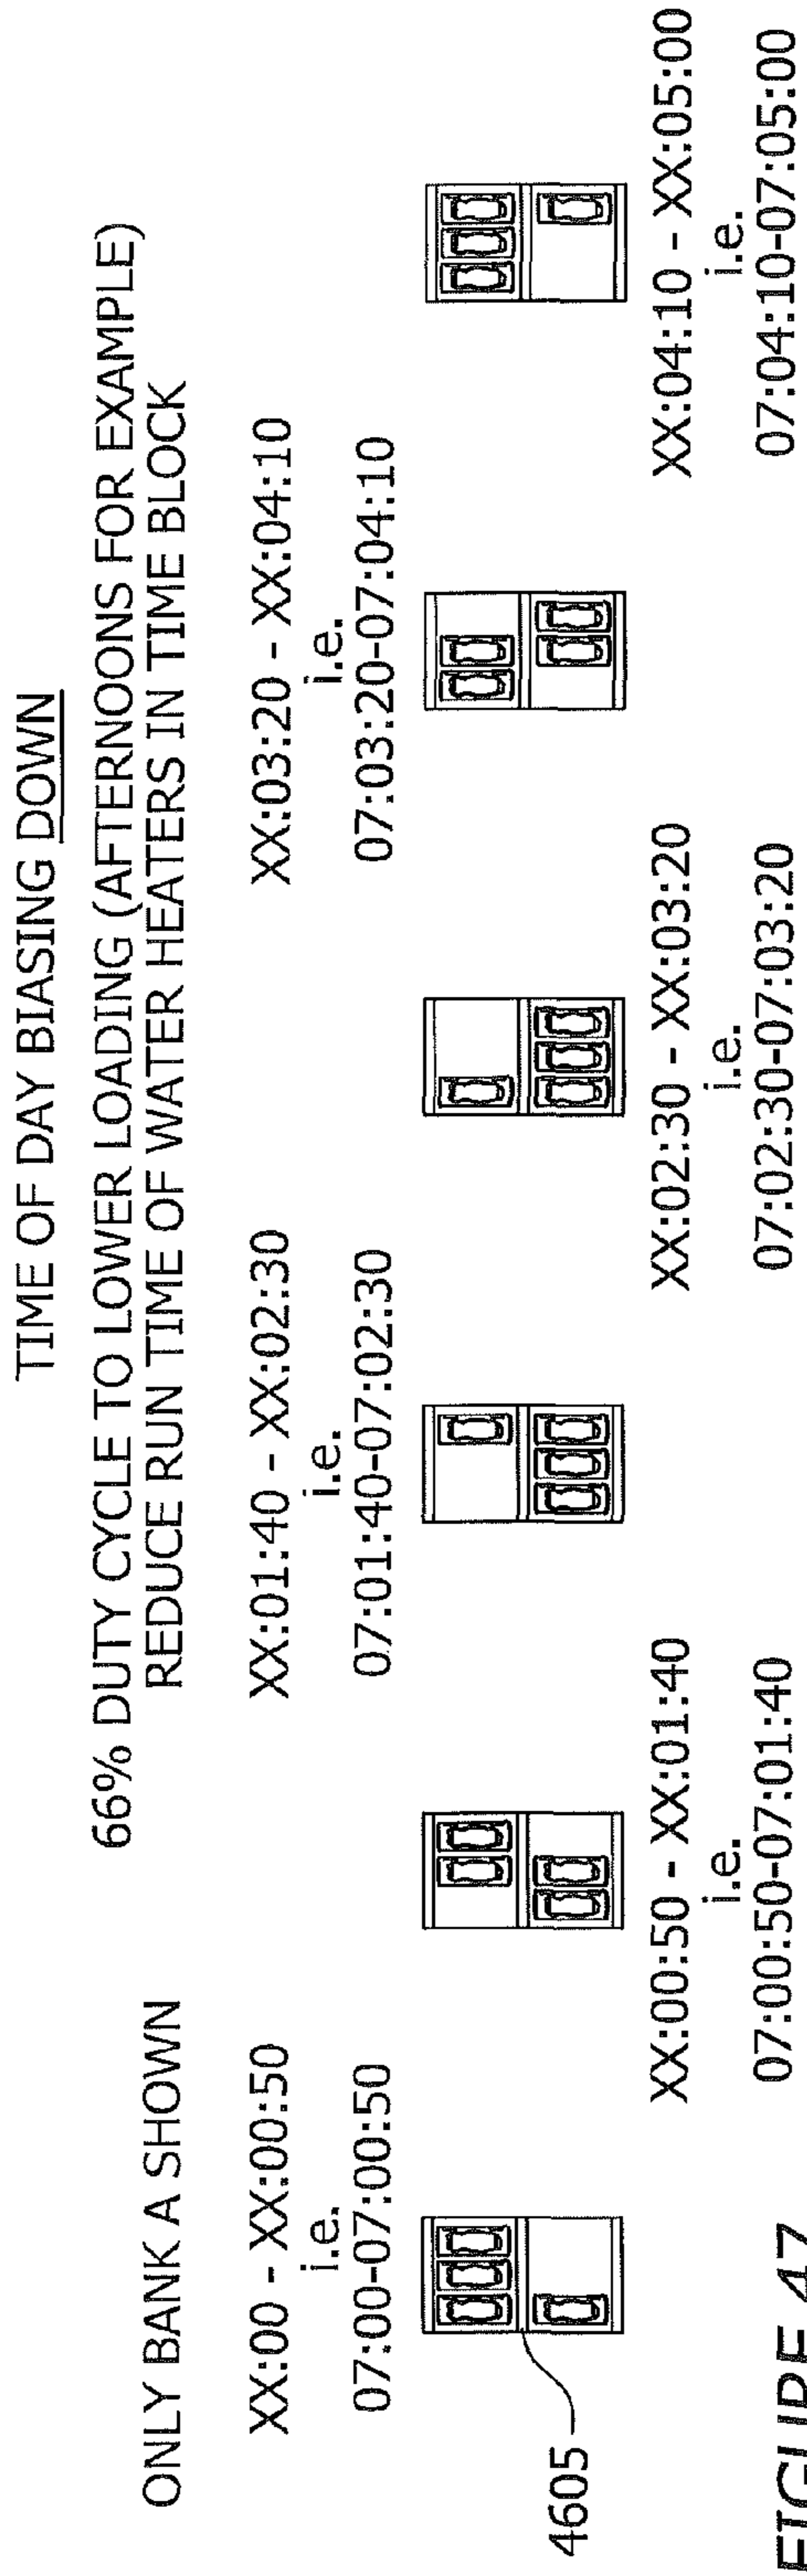 TIME OF DAY BIASING DOWN
66% DUTY CYCLE TO LOWER LOADING (AFTERNOONS FOR EXAMPLE)
REDUCE RUN TIME OF WATER HEATERS IN TIME BLOCK
ONLY BANK A SHOWN
XX:00 - XX:00:50
i.e.
07:00-07:00:50
XX:01:40 - XX:02:30
i.e.
07:01:40-07:02:30
XX:03:20 - XX:04:10
i.e.
07:03:20-07:04:10
4605
XX:00:50 - XX:01:40
i.e.
07:00:50-07:01:40
XX:02:30 - XX:03:20
i.e.
07:02:30-07:03:20
XX:04:10 - XX:05:00
i.e.
07:04:10-07:05:00
FIGURE 47